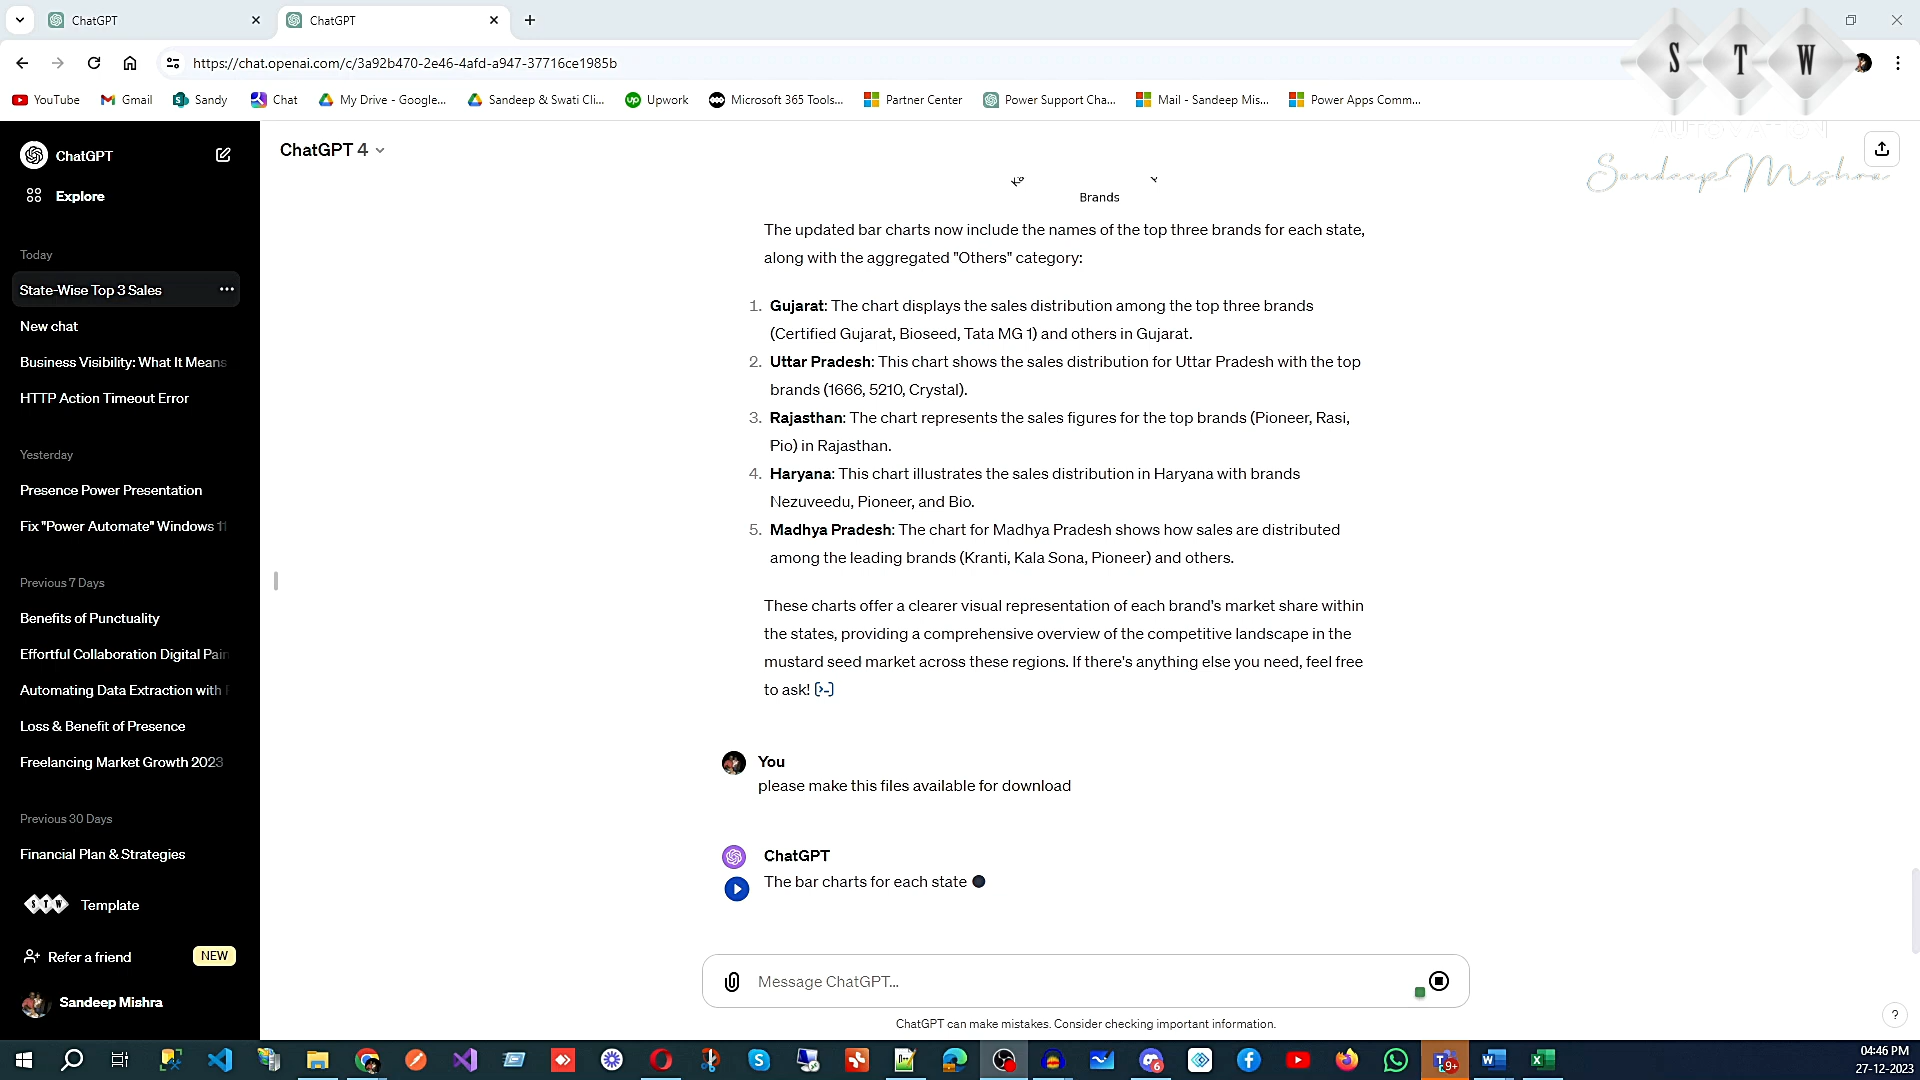 ChatGPT
ChatGPT
https://chat.openai.com/c/3a92b470-2e46-4afd-a947-37716ce1985b
YouTube
Gmail
Sandy
Chat
My Drive - Google...
Sandeep & Swati Cli...
Upwork
Microsoft 365 Tools...
Partner Center
Power Support Cha...
Mail - Sandeep Mis...
Power Apps Comm...
S T W
Sandeep Mishra
ChatGPT
Explore
Today
State-Wise Top 3 Sales
New chat
Business Visibility: What It Means
HTTP Action Timeout Error
Yesterday
Presence Power Presentation
Fix "Power Automate" Windows 11
Previous 7 Days
Benefits of Punctuality
Effortful Collaboration Digital Pain
Automating Data Extraction with
Loss & Benefit of Presence
Freelancing Market Growth 2023
Previous 30 Days
Financial Plan & Strategies
S T W
Template
Refer a friend
NEW
Sandeep Mishra
ChatGPT 4
Brands
The updated bar charts now include the names of the top three brands for each state,
along with the aggregated "Others" category:
1. Gujarat: The chart displays the sales distribution among the top three brands
(Certified Gujarat, Bioseed, Tata MG 1) and others in Gujarat.
2. Uttar Pradesh: This chart shows the sales distribution for Uttar Pradesh with the top
brands (1666, 5210, Crystal).
3. Rajasthan: The chart represents the sales figures for the top brands (Pioneer, Rasi,
Pio) in Rajasthan.
4. Haryana: This chart illustrates the sales distribution in Haryana with brands
Nezuveedu, Pioneer, and Bio.
5. Madhya Pradesh: The chart for Madhya Pradesh shows how sales are distributed
among the leading brands (Kranti, Kala Sona, Pioneer) and others.
These charts offer a clearer visual representation of each brand's market share within
the states, providing a comprehensive overview of the competitive landscape in the
mustard seed market across these regions. If there's anything else you need, feel free
to ask! [>-]
You
please make this files available for download
ChatGPT
The bar charts for each state
Message ChatGPT...
ChatGPT can make mistakes. Consider checking important information.
?
04:46 PM
27-12-2023